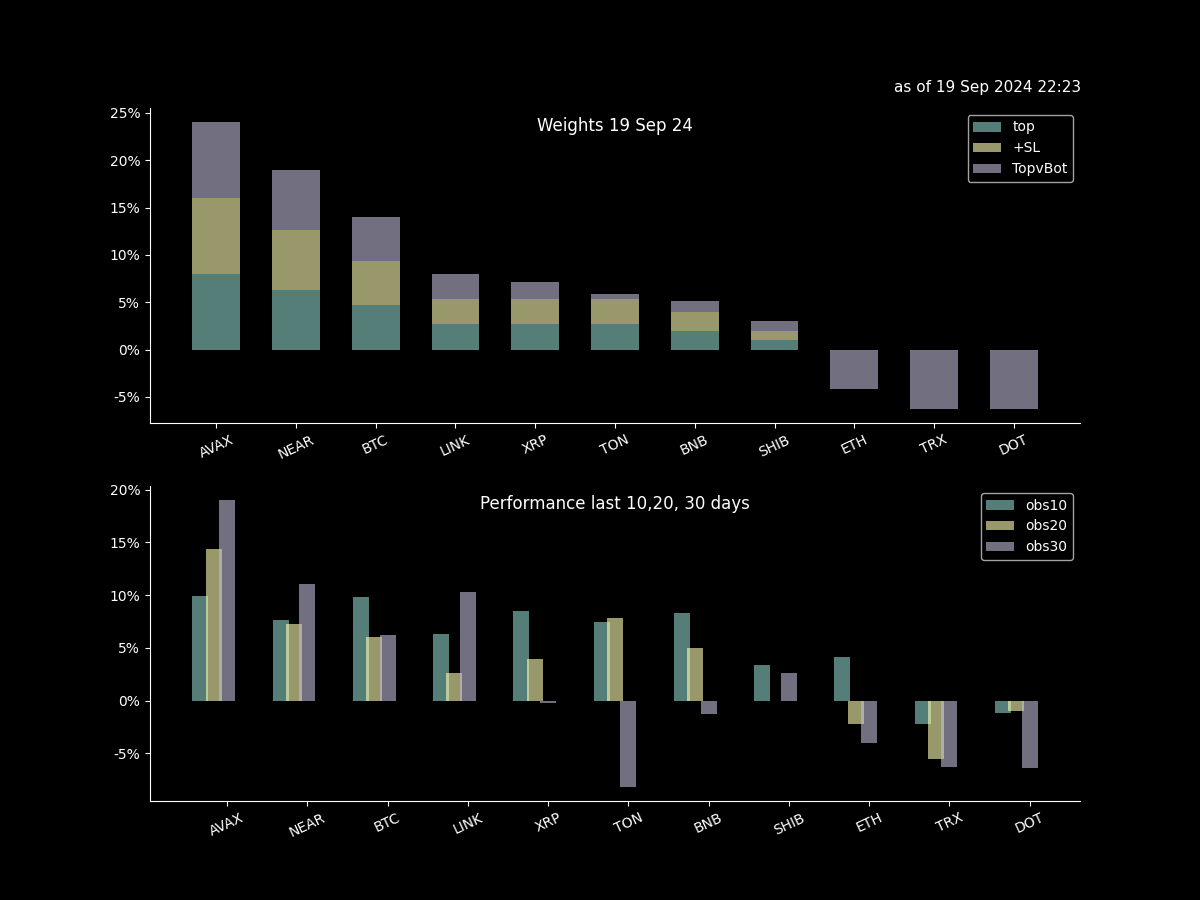 as of 19 Sep 2024 22:23
Weights 19 Sep 24
top
+SL
TopvBot
25%
20%
15%
10%
5%
0%
-5%
AVAX NEAR BTC LINK XRP TON BNB SHIB ETH TRX DOT
Performance last 10,20, 30 days
obs10
obs20
obs30
20%
15%
10%
5%
0%
-5%
AVAX NEAR BTC LINK XRP TON BNB SHIB ETH TRX DOT